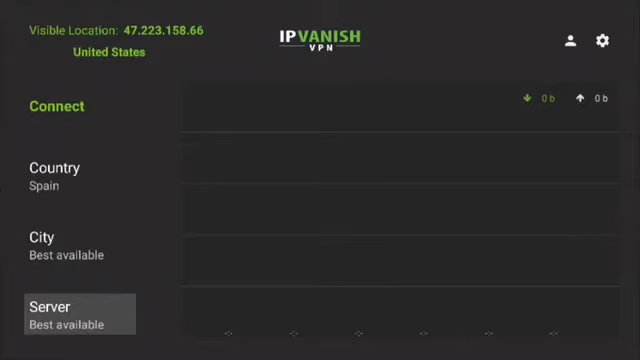 Visible Location: 47.223.158.66
United States
IPVANISH
VPN
Connect
0 b
0 b
Country
Spain
City
Best available
Server
Best available
-:- -:- -:- -:- -:- -:-